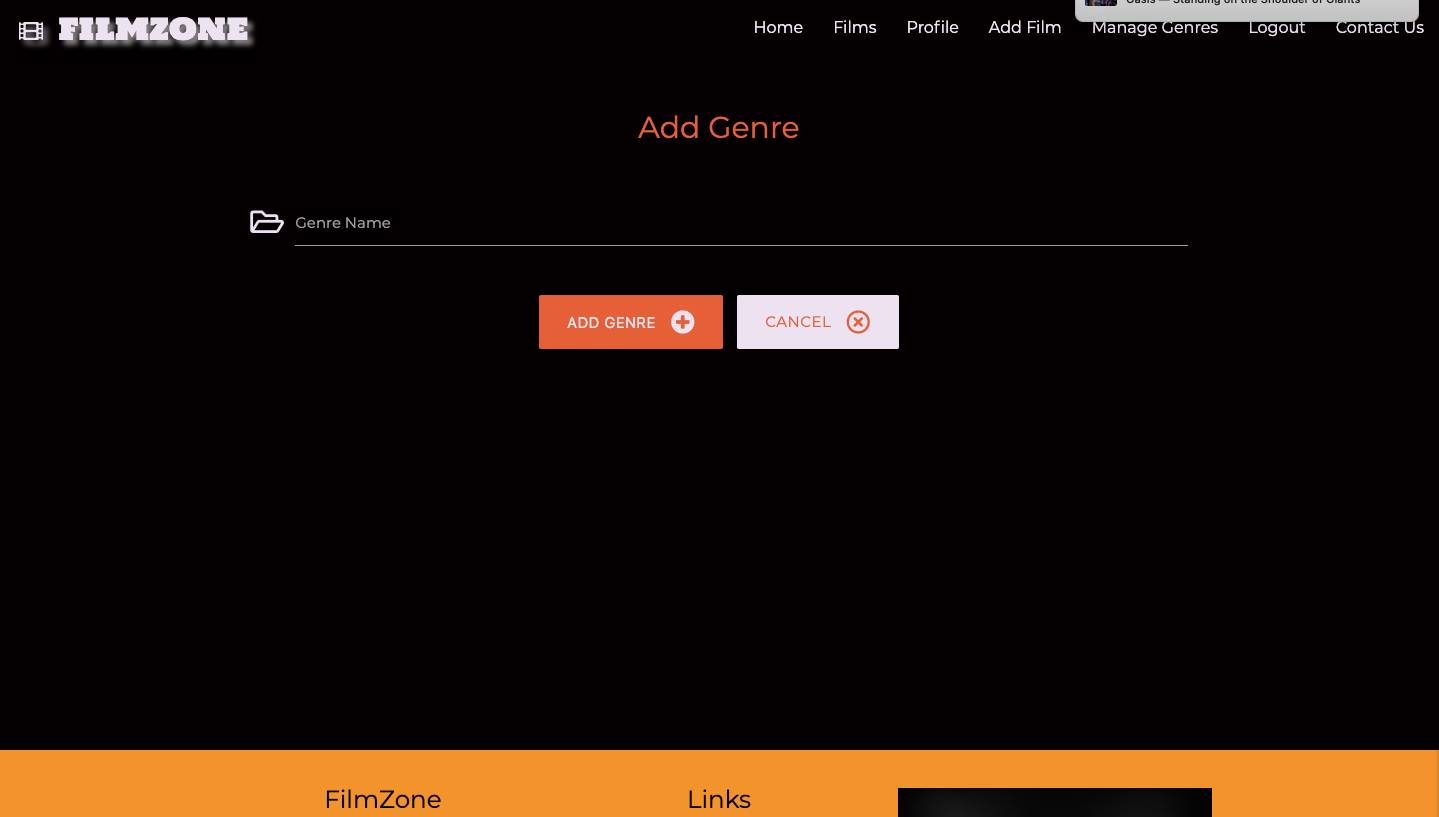 Oasis — Standing on the Shoulder of Giants
FILMZONE
Home Films Profile Add Film Manage Genres Logout Contact Us
Add Genre
Genre Name
ADD GENRE CANCEL
FilmZone Links